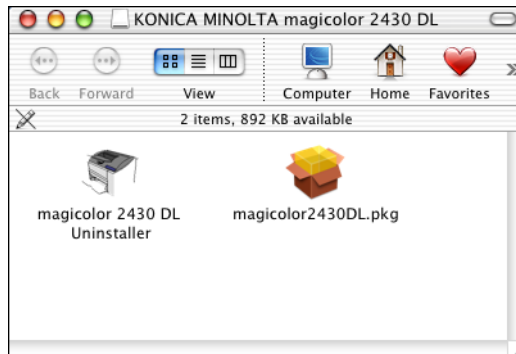 KONICA MINOLTA magicolor 2430 DL
Back Forward View Computer Home Favorites
2 items, 892 KB available
magicolor 2430 DL
Uninstaller
magicolor2430DL.pkg